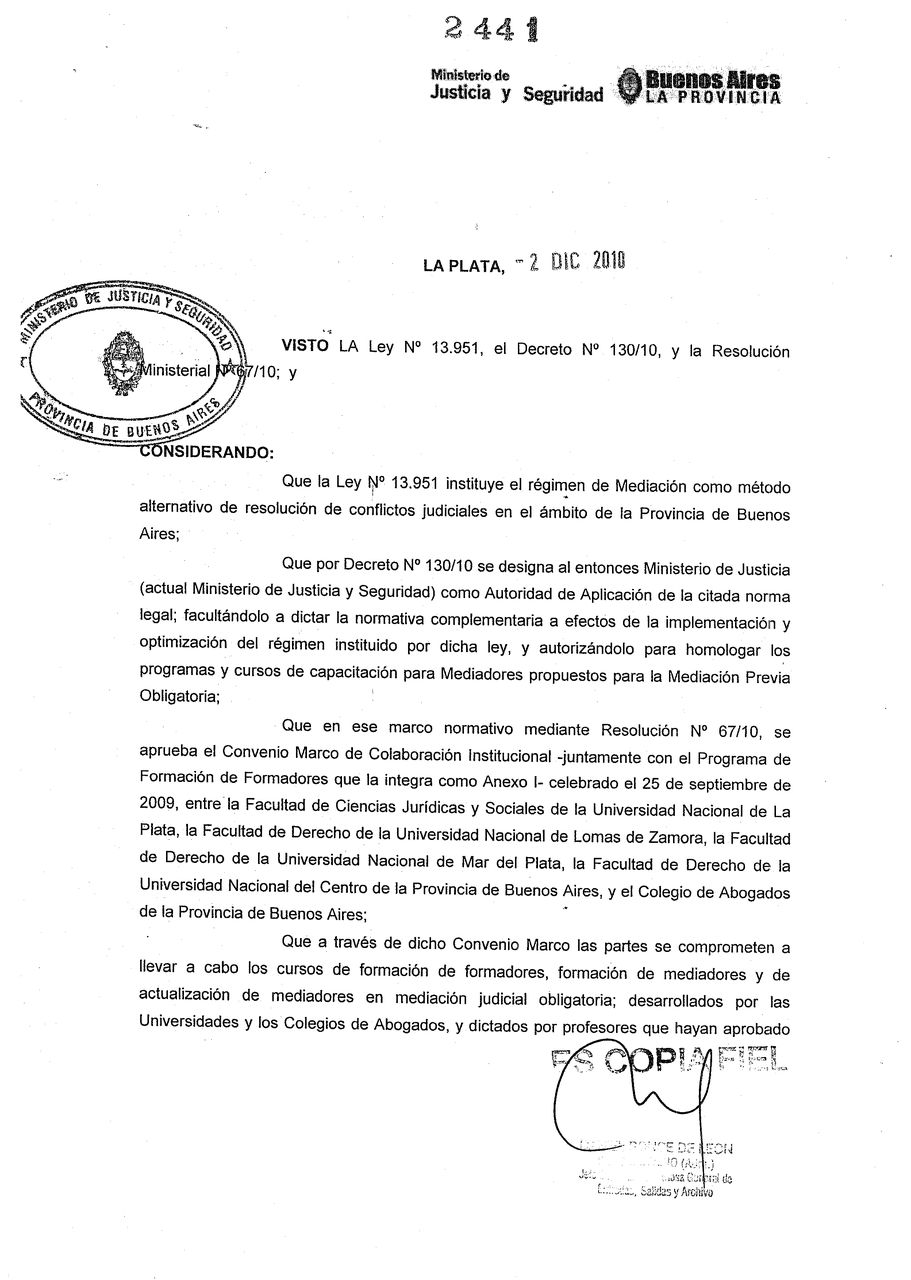 2441
Ministerio de
Justicia y Seguridad
Buenos Aires
LA PROVINCIA
LA PLATA, - 2 DIC 2010
MINISTERIO DE JUSTICIA Y SEGURIDAD
PROVINCIA DE BUENOS AIRES
VISTO LA Ley Nº 13.951, el Decreto Nº 130/10, y la Resolución
Ministerial Nº 67/10; y
CONSIDERANDO:
Que la Ley Nº 13.951 instituye el régimen de Mediación como método
alternativo de resolución de conflictos judiciales en el ámbito de la Provincia de Buenos
Aires;
Que por Decreto Nº 130/10 se designa al entonces Ministerio de Justicia
(actual Ministerio de Justicia y Seguridad) como Autoridad de Aplicación de la citada norma
legal; facultándolo a dictar la normativa complementaria a efectos de la implementación y
optimización del régimen instituido por dicha ley, y autorizándolo para homologar los
programas y cursos de capacitación para Mediadores propuestos para la Mediación Previa
Obligatoria;
Que en ese marco normativo mediante Resolución Nº 67/10, se
aprueba el Convenio Marco de Colaboración Institucional -juntamente con el Programa de
Formación de Formadores que la integra como Anexo I- celebrado el 25 de septiembre de
2009, entre la Facultad de Ciencias Jurídicas y Sociales de la Universidad Nacional de La
Plata, la Facultad de Derecho de la Universidad Nacional de Lomas de Zamora, la Facultad
de Derecho de la Universidad Nacional de Mar del Plata, la Facultad de Derecho de la
Universidad Nacional del Centro de la Provincia de Buenos Aires, y el Colegio de Abogados
de la Provincia de Buenos Aires;
Que a través de dicho Convenio Marco las partes se comprometen a
llevar a cabo los cursos de formación de formadores, formación de mediadores y de
actualización de mediadores en mediación judicial obligatoria; desarrollados por las
Universidades y los Colegios de Abogados, y dictados por profesores que hayan aprobado
ES COPIA FIEL
PONCE DE LEON
General de
Entradas, Salidas y Archivo